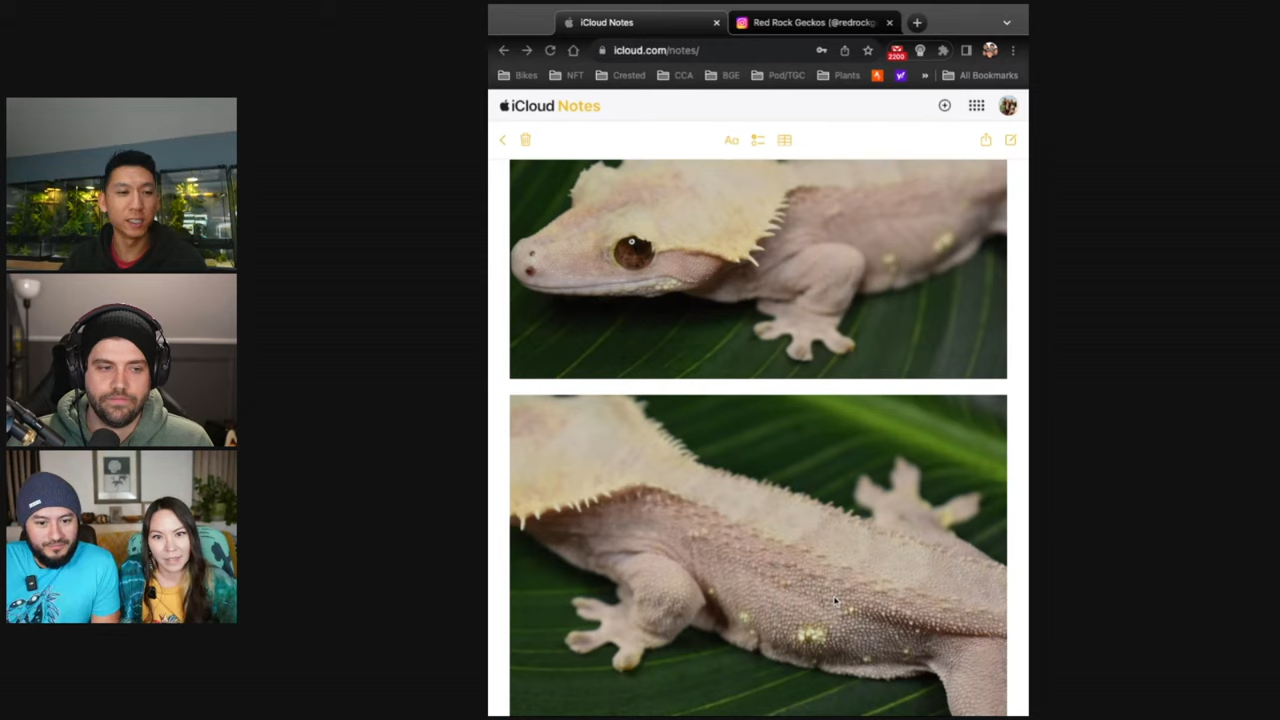 iCloud Notes
Red Rock Geckos (@redrockg
icloud.com/notes/
2200
Bikes
NFT
Crested
CCA
BGE
Pod/TGC
Plants
»
All Bookmarks
iCloud Notes
Aa